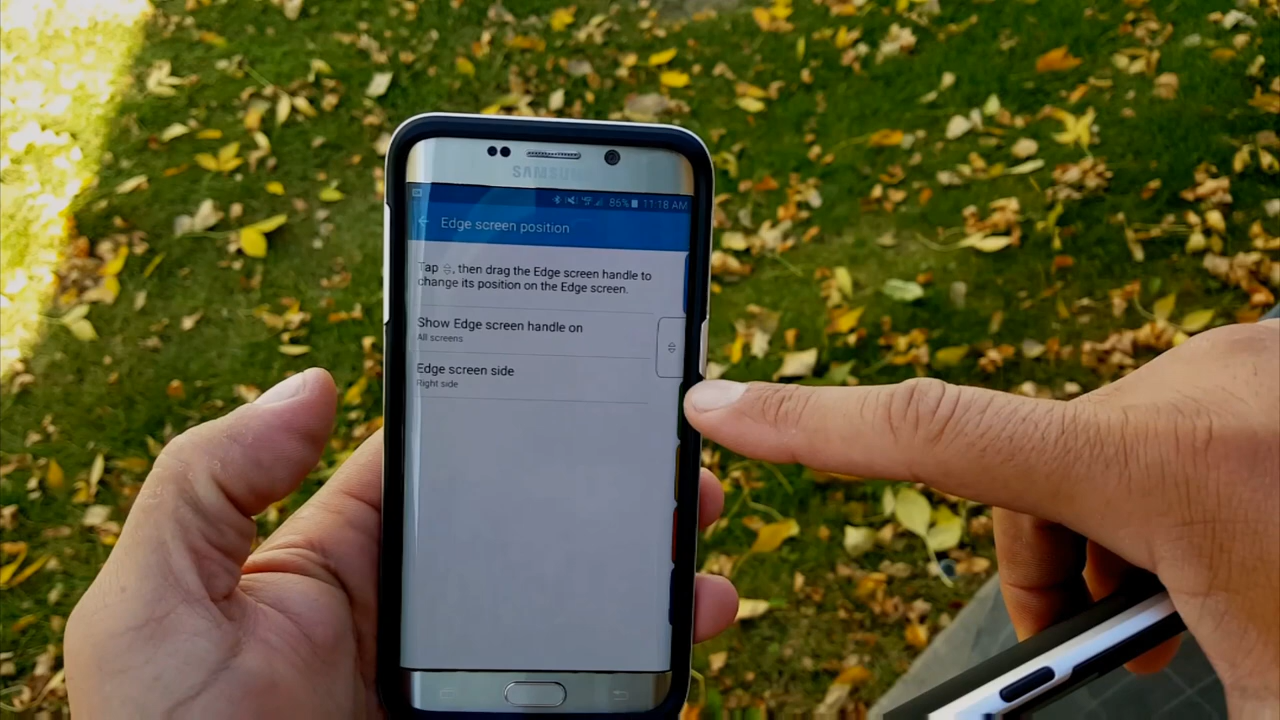 SAMSUNG
86% 11:18 AM
Edge screen position
Tap , then drag the Edge screen handle to
change its position on the Edge screen.
Show Edge screen handle on
All screens
Edge screen side
Right side